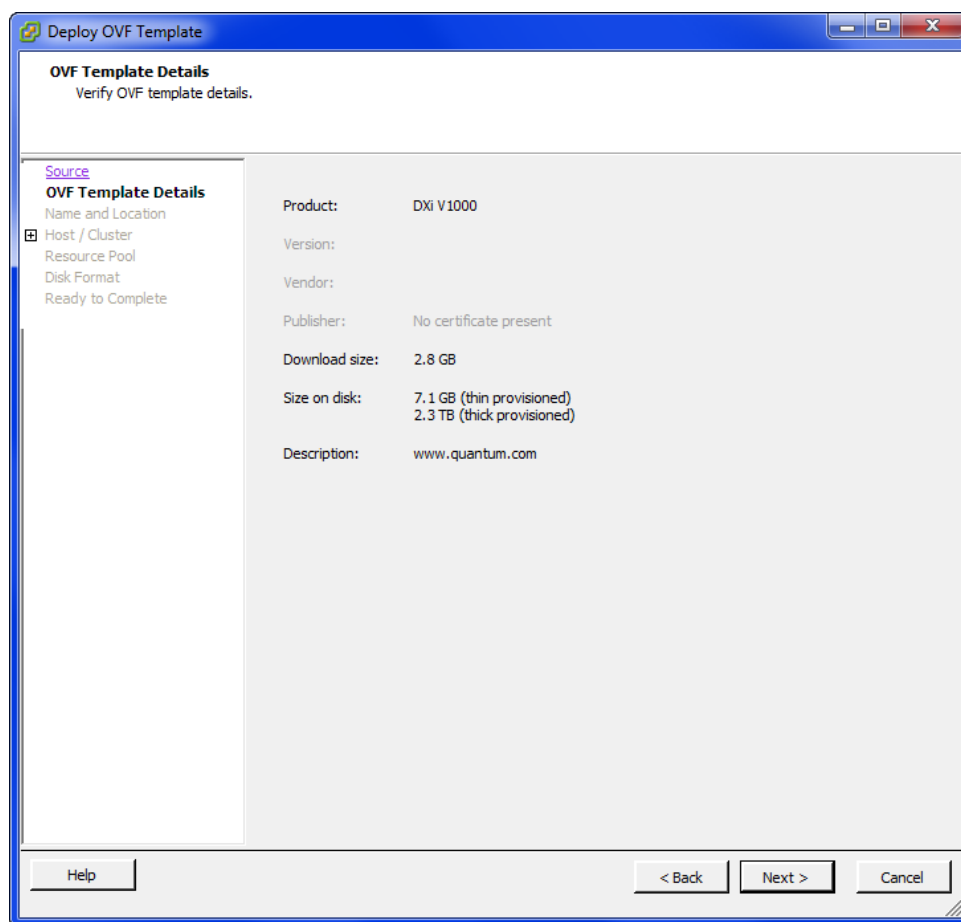 Deploy OVF Template
OVF Template Details
Verify OVF template details.
Source
OVF Template Details
Name and Location
Host / Cluster
Resource Pool
Disk Format
Ready to Complete
Product: DXi V1000
Version:
Vendor:
Publisher: No certificate present
Download size: 2.8 GB
Size on disk: 7.1 GB (thin provisioned)
2.3 TB (thick provisioned)
Description: www.quantum.com
Help < Back Next > Cancel